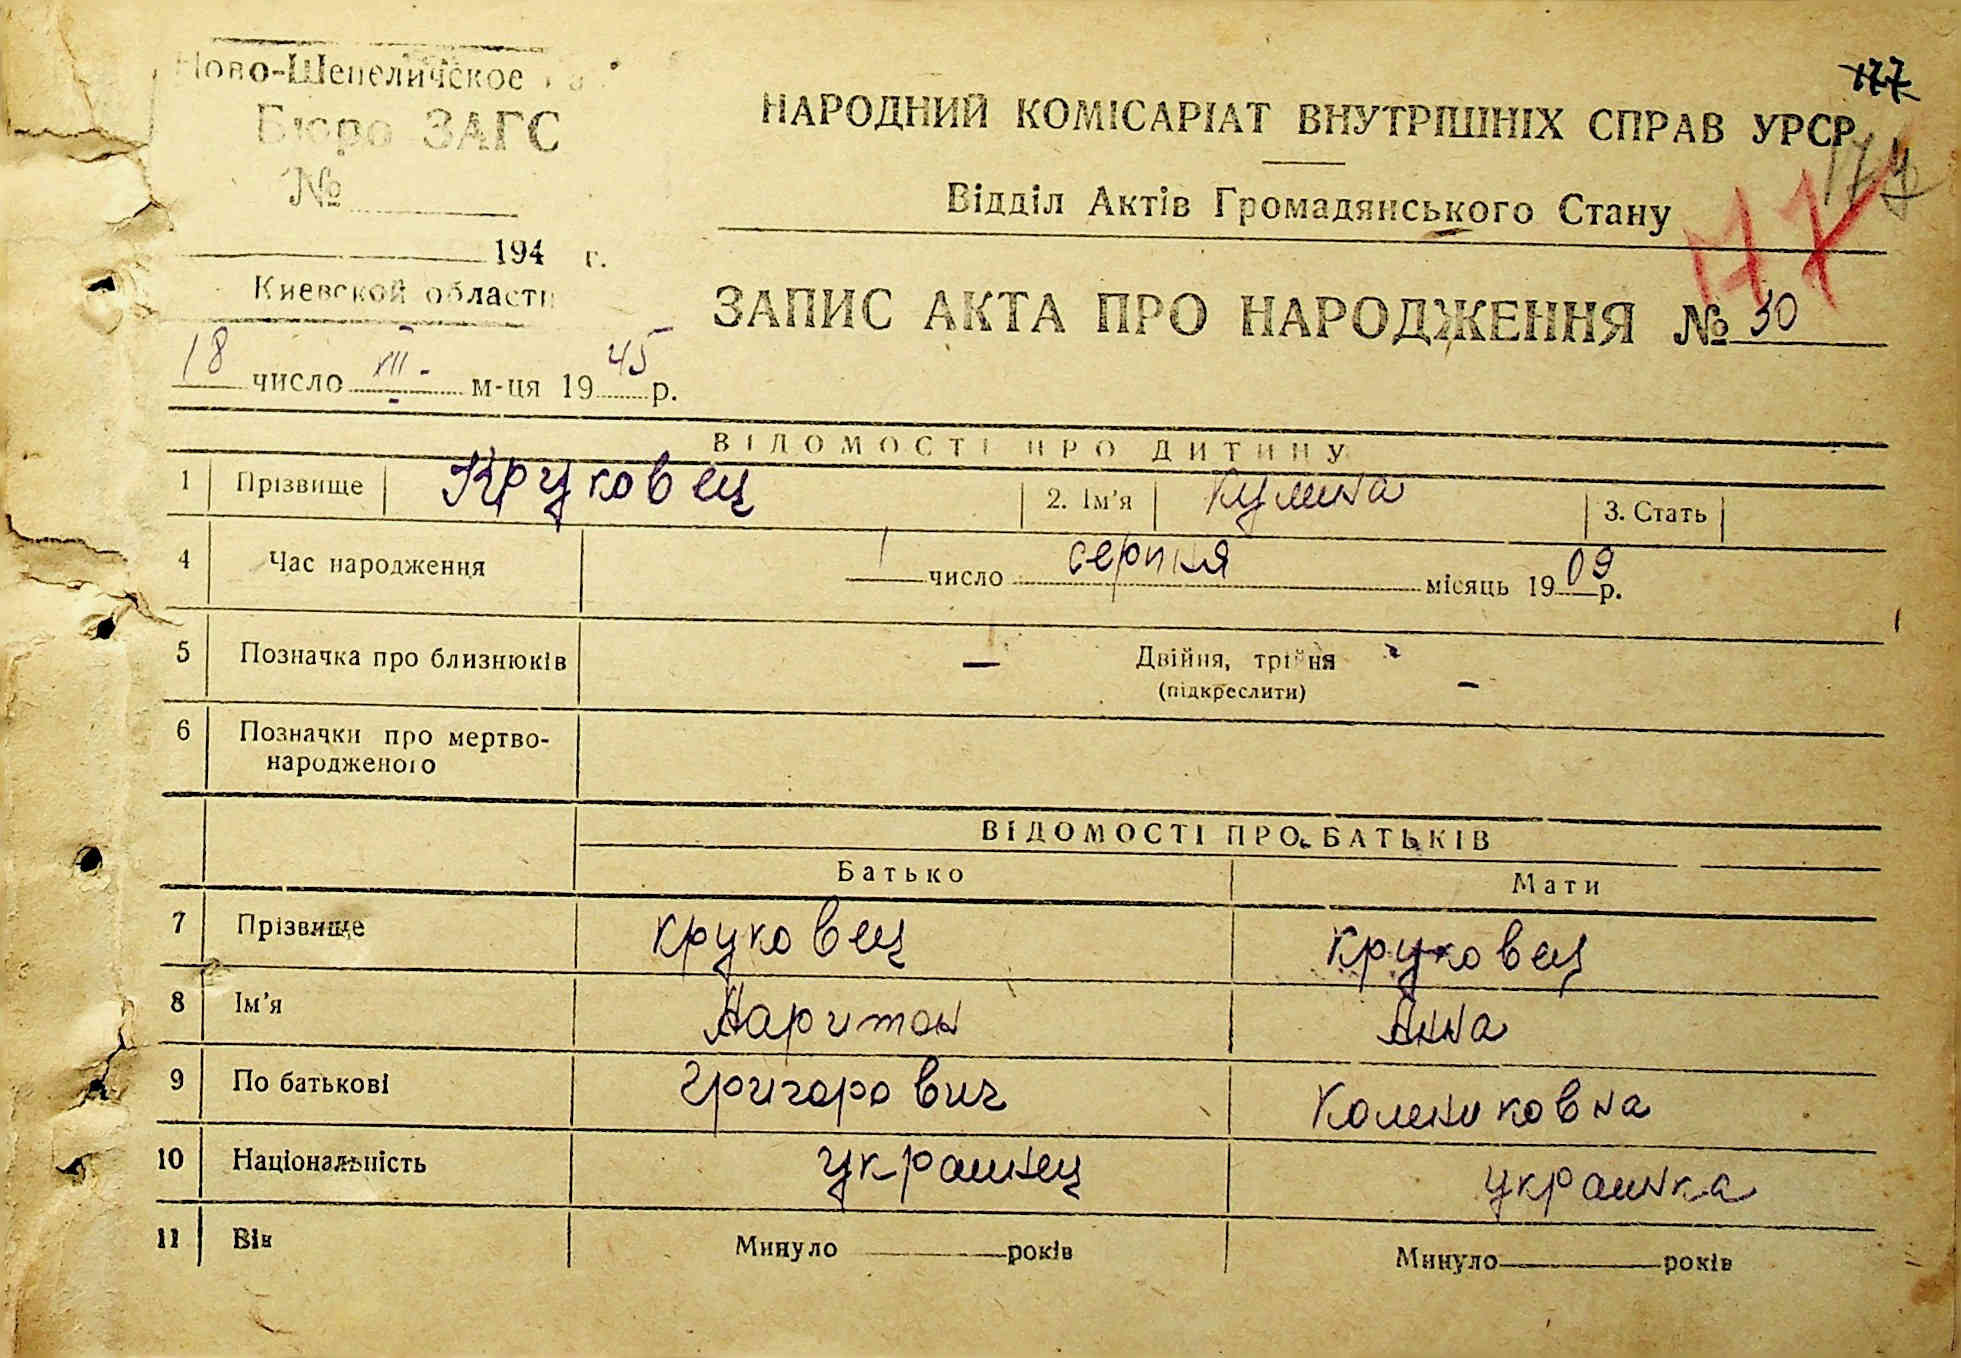 Ново-Шепеличское
Бюро ЗАГС
№
194 г.
Киевской области
177
НАРОДНИЙ КОМІСАРІАТ ВНУТРІШНІХ СПРАВ УРСР
Відділ Актів Громадянського Стану
ЗАПИС АКТА ПРО НАРОДЖЕННЯ № 30
18 число XII м-ця 1945 р.
ВІДОМОСТІ ПРО ДИТИНУ
1 Прізвище Круковец 2. Ім'я Кулина 3. Стать
4 Час народження 1 число серпня місяць 1909 р.
5 Позначка про близнюків — Двійня, трійня -
(підкреслити)
6 Позначки про мертво-
народженого
ВІДОМОСТІ ПРО БАТЬКІВ
Батько Мати
7 Прізвище Круковец Круковец
8 Ім'я Харитон Анна
9 По батькові Григорович
10 Національність украинец украинка
11 Він Минуло років Минуло років